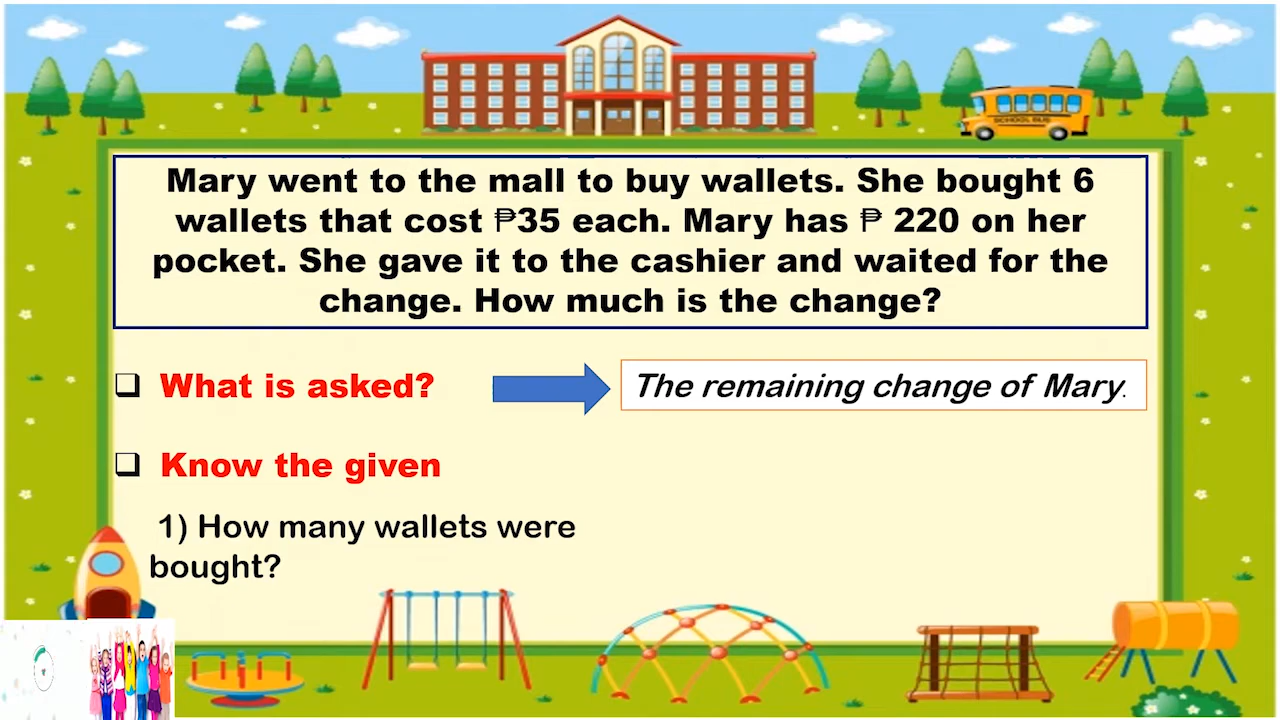 SCHOOL BUS
Mary went to the mall to buy wallets. She bought 6
wallets that cost ₱35 each. Mary has ₱ 220 on her
pocket. She gave it to the cashier and waited for the
change. How much is the change?
❑ What is asked?
The remaining change of Mary.
❑ Know the given
1) How many wallets were
bought?